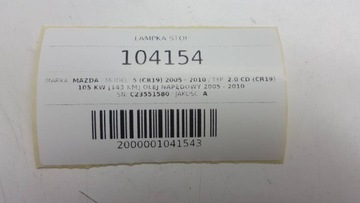 LAMPKA STOP
104154
MARKA: MAZDA - MODEL: 5 (CR19) 2005 - 2010 - TYP: 2.0 CD (CR19)
105 KW [143 KM] OLEJ NAPĘDOWY 2005 - 2010
SN: C23551580 - JAKOŚĆ: A
2000001041543